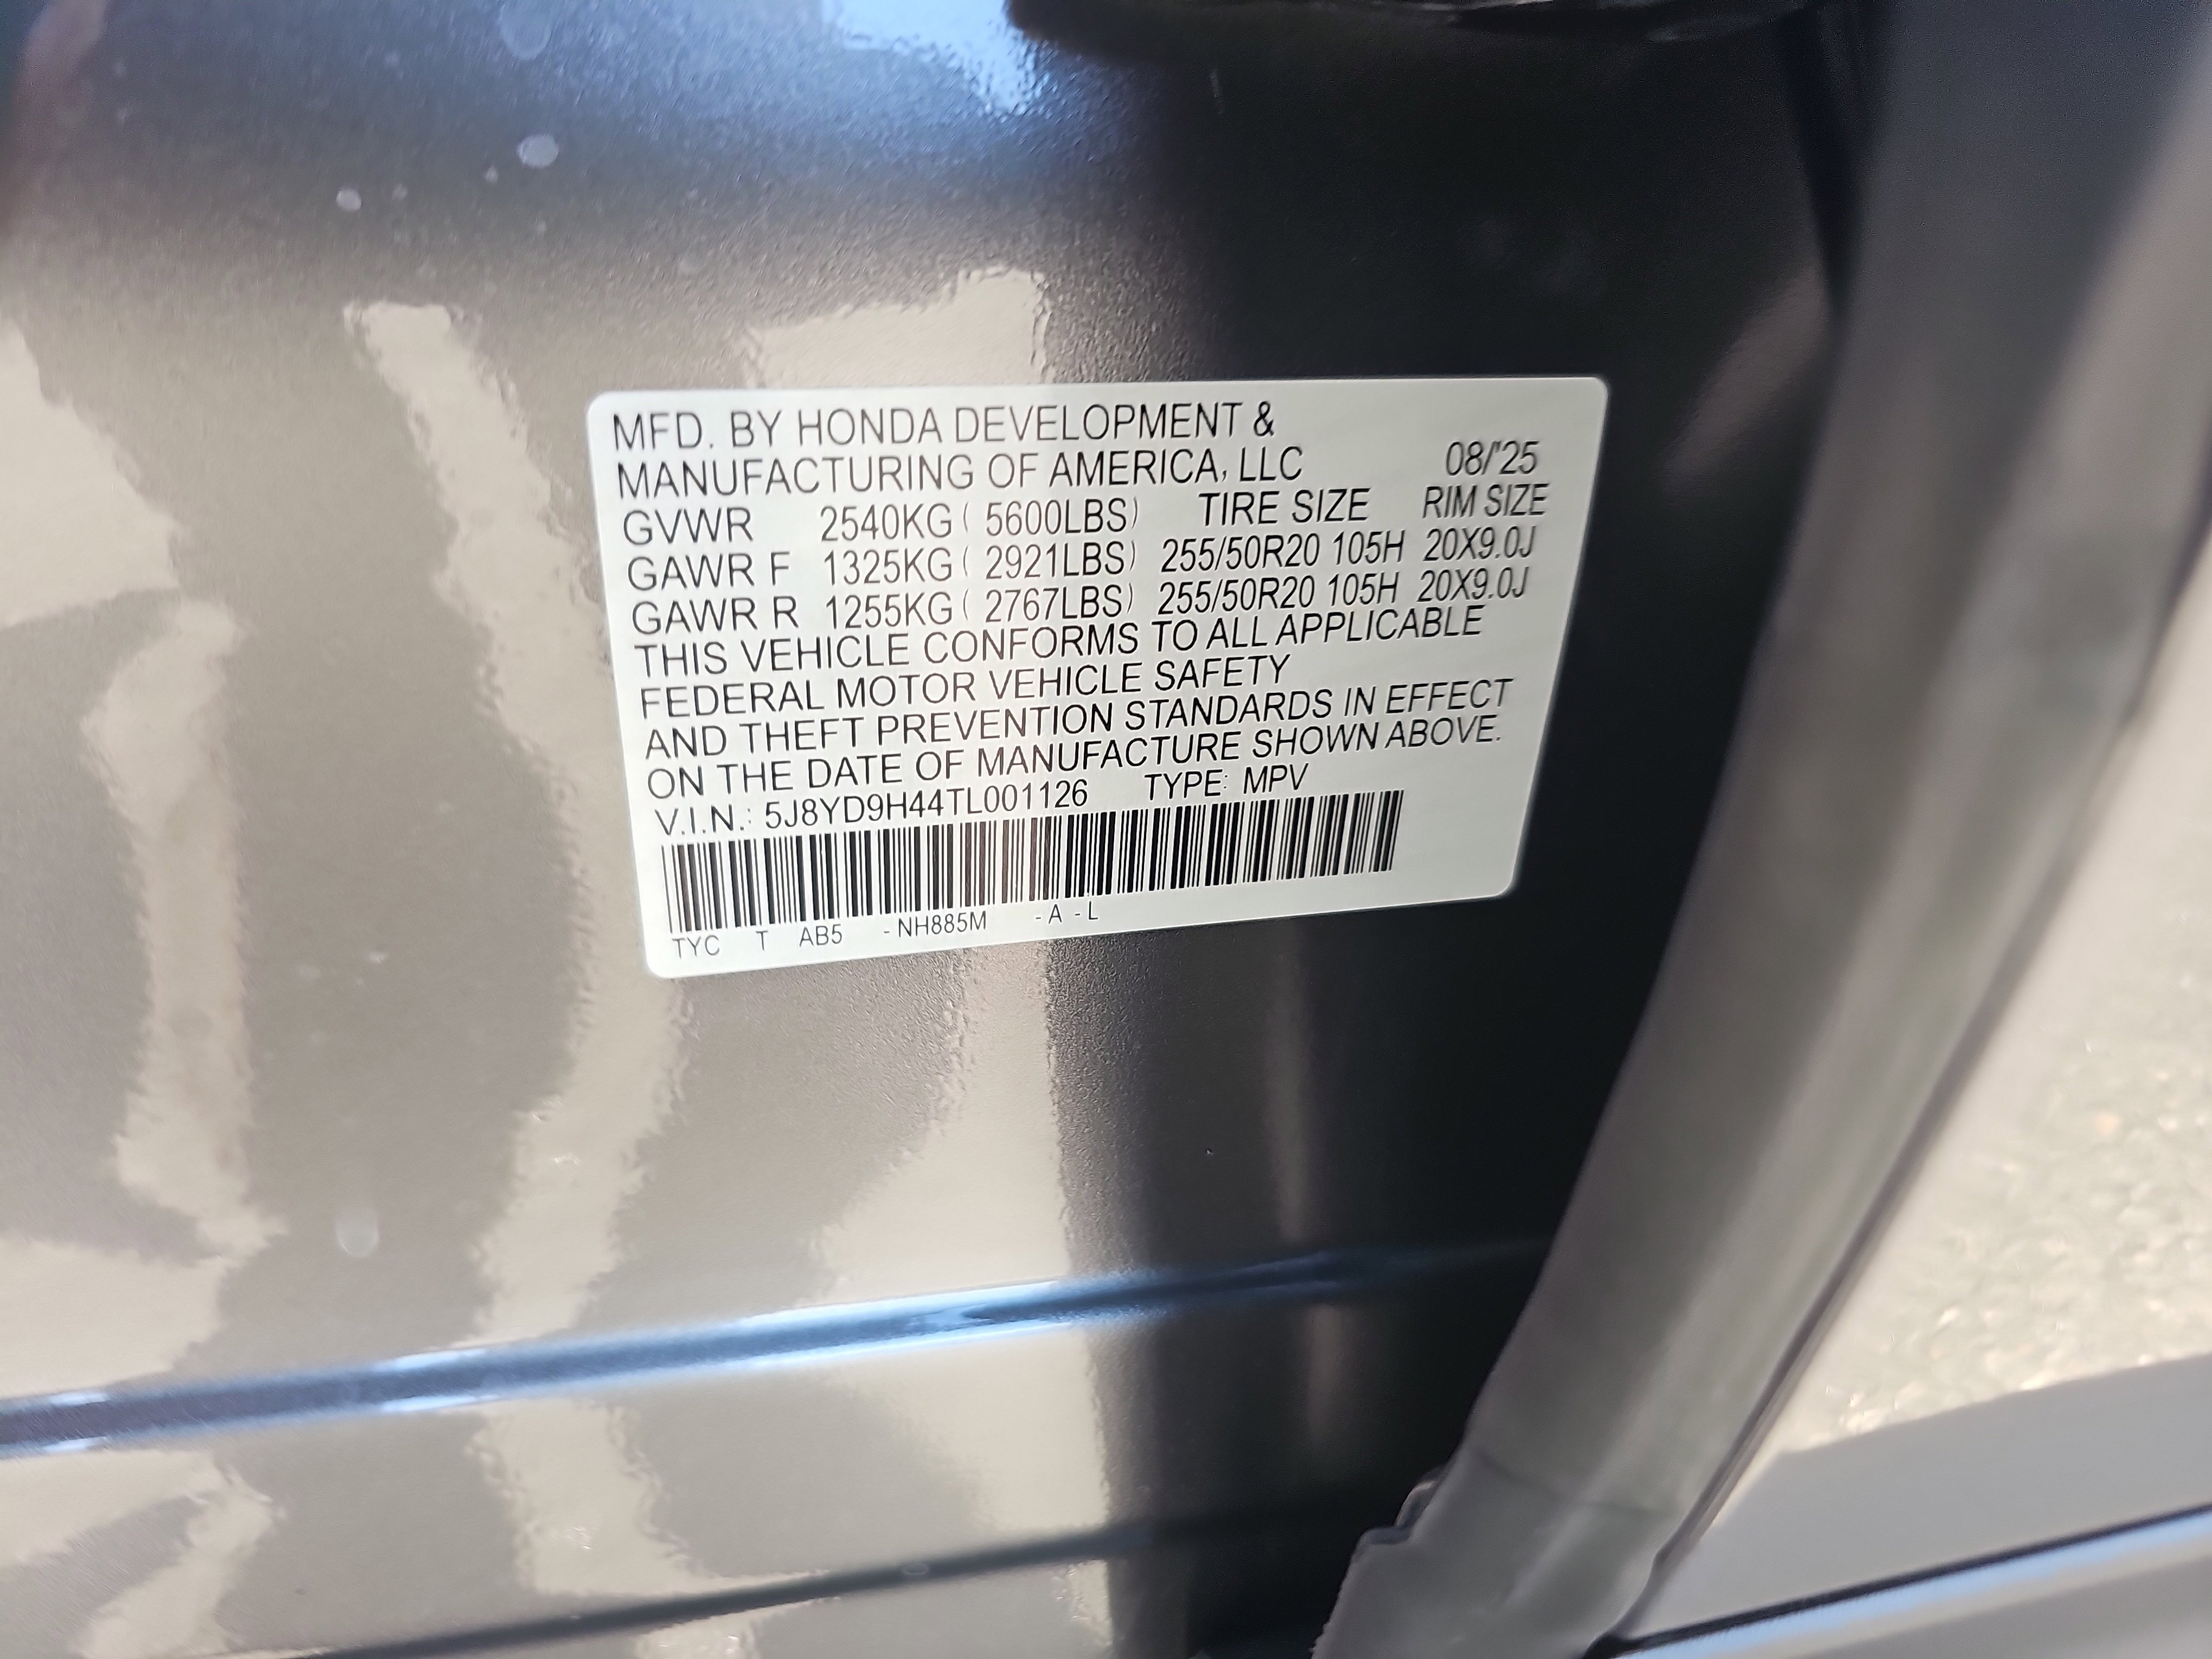 MFD. BY HONDA DEVELOPMENT &
MANUFACTURING OF AMERICA, LLC 08/'25
GVWR 2540KG ( 5600LBS) TIRE SIZE RIM SIZE
GAWR F 1325KG ( 2921LBS) 255/50R20 105H 20X9.0J
GAWR R 1255KG ( 2767LBS) 255/50R20 105H 20X9.0J
THIS VEHICLE CONFORMS TO ALL APPLICABLE
FEDERAL MOTOR VEHICLE SAFETY
AND THEFT PREVENTION STANDARDS IN EFFECT
ON THE DATE OF MANUFACTURE SHOWN ABOVE.
V.I.N.: 5J8YD9H44TL001126 TYPE: MPV
TYC T AB5 - NH885M - A - L